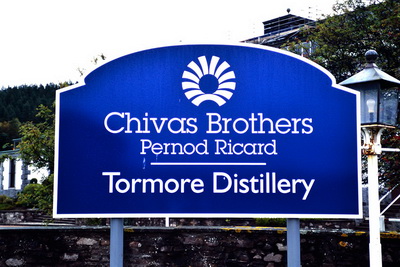 Chivas Brothers
Pernod Ricard
Tormore Distillery